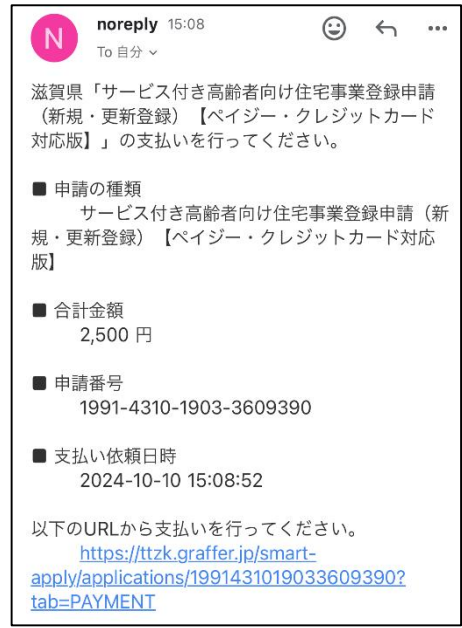 N
noreply 15:08
To 自分
滋賀県「サービス付き高齢者向け住宅事業登録申請
（新規・更新登録）【ペイジー・クレジットカード
対応版】」の支払いを行ってください。
■ 申請の種類
サービス付き高齢者向け住宅事業登録申請（新
規・更新登録）【ペイジー・クレジットカード対応
版】
■ 合計金額
2,500 円
■ 申請番号
1991-4310-1903-3609390
■ 支払い依頼日時
2024-10-10 15:08:52
以下のURLから支払いを行ってください。
https://ttzk.graffer.jp/smart-
apply/applications/1991431019033609390?
tab=PAYMENT